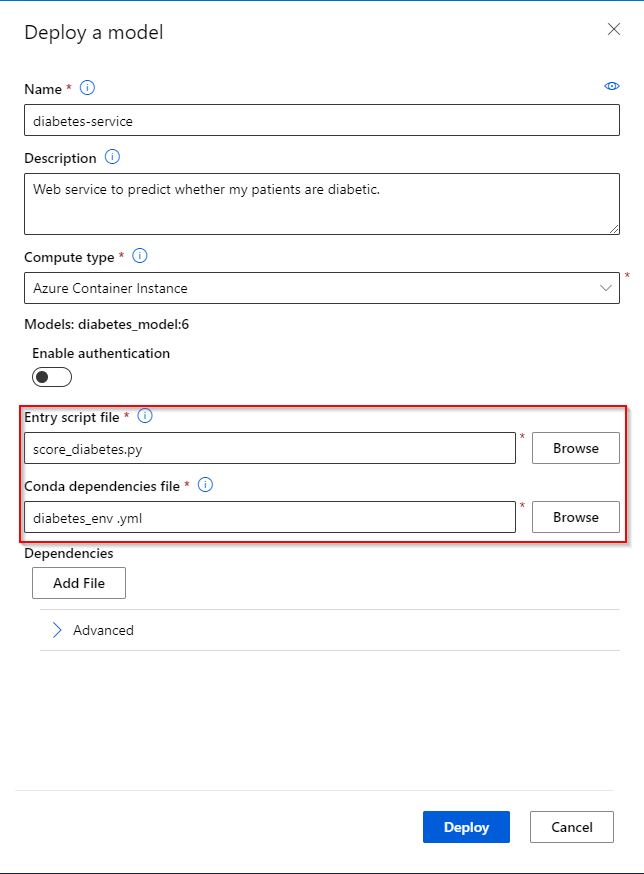 Deploy a model
Name *
diabetes-service
Description
Web service to predict whether my patients are diabetic.
Compute type *
Azure Container Instance
*
Models: diabetes_model:6
Enable authentication
Entry script file *
score_diabetes.py
*
Browse
Conda dependencies file *
diabetes_env .yml
*
Browse
Dependencies
Add File
Advanced
Deploy
Cancel